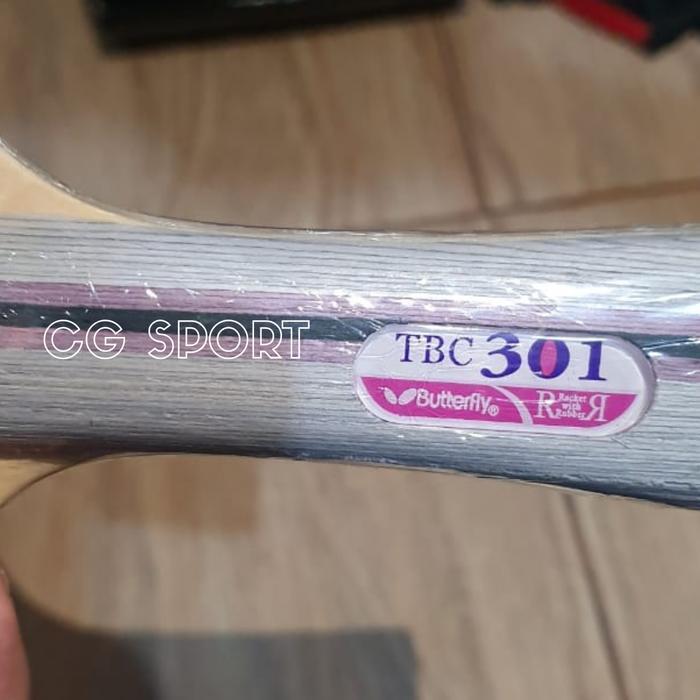 CG SPORT
TBC 301
Butterfly®
R Racket with Rubber R